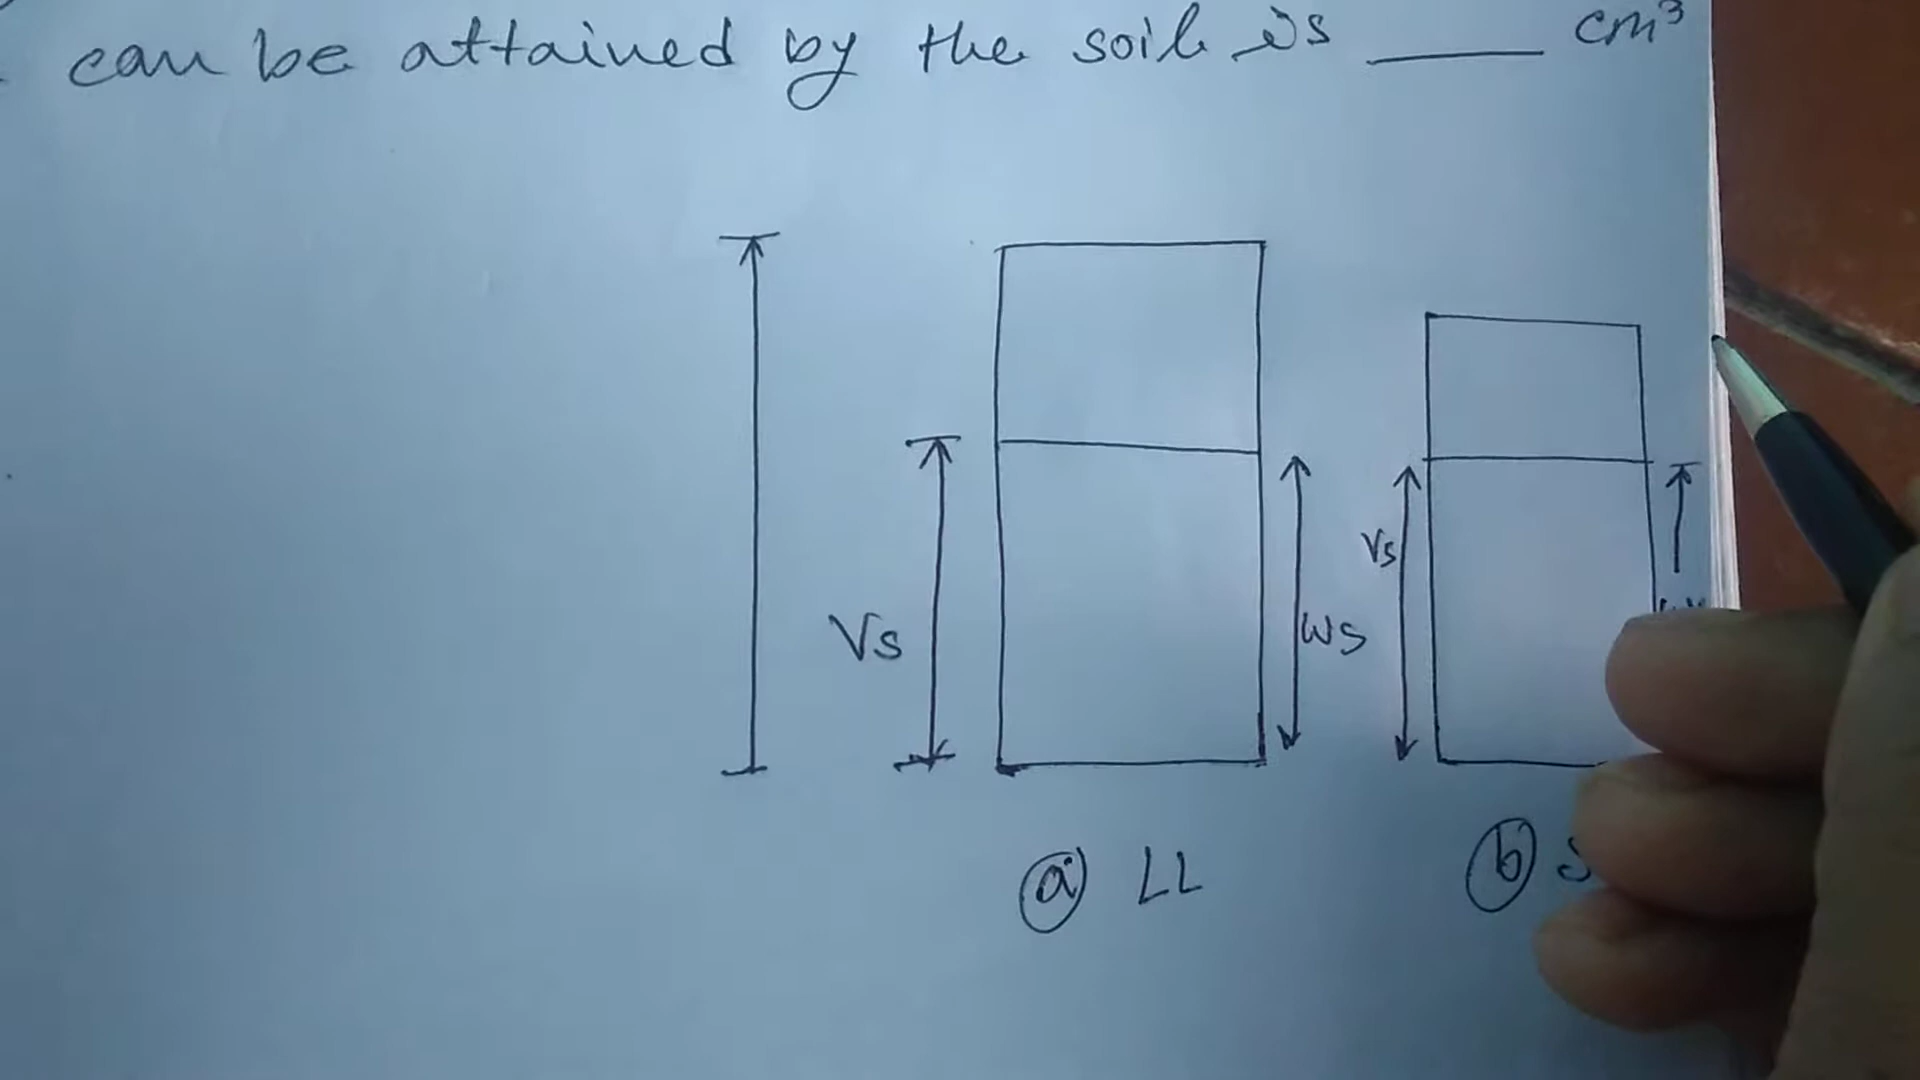 can be attained by the soil is ____ cm³
Vs
Ws
Vs
(a) LL
(b)